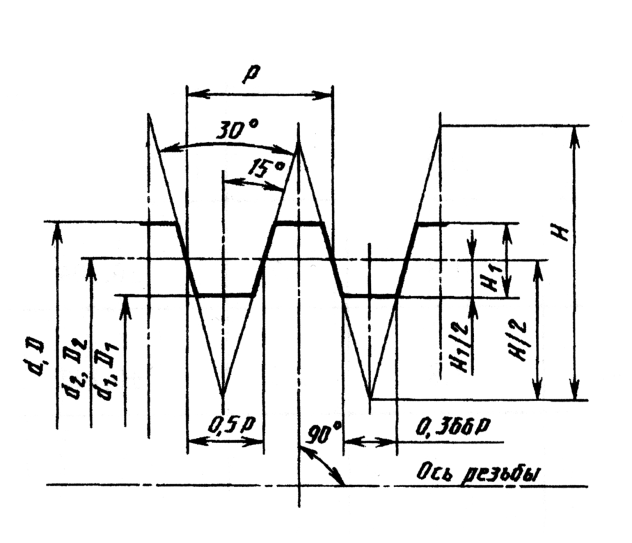 P
30°
15°
H
H₁
d, D
d₂, D₂
d₁, D₁
H₁/2
H/2
0,5P
90°
0,366P
Ось резьбы